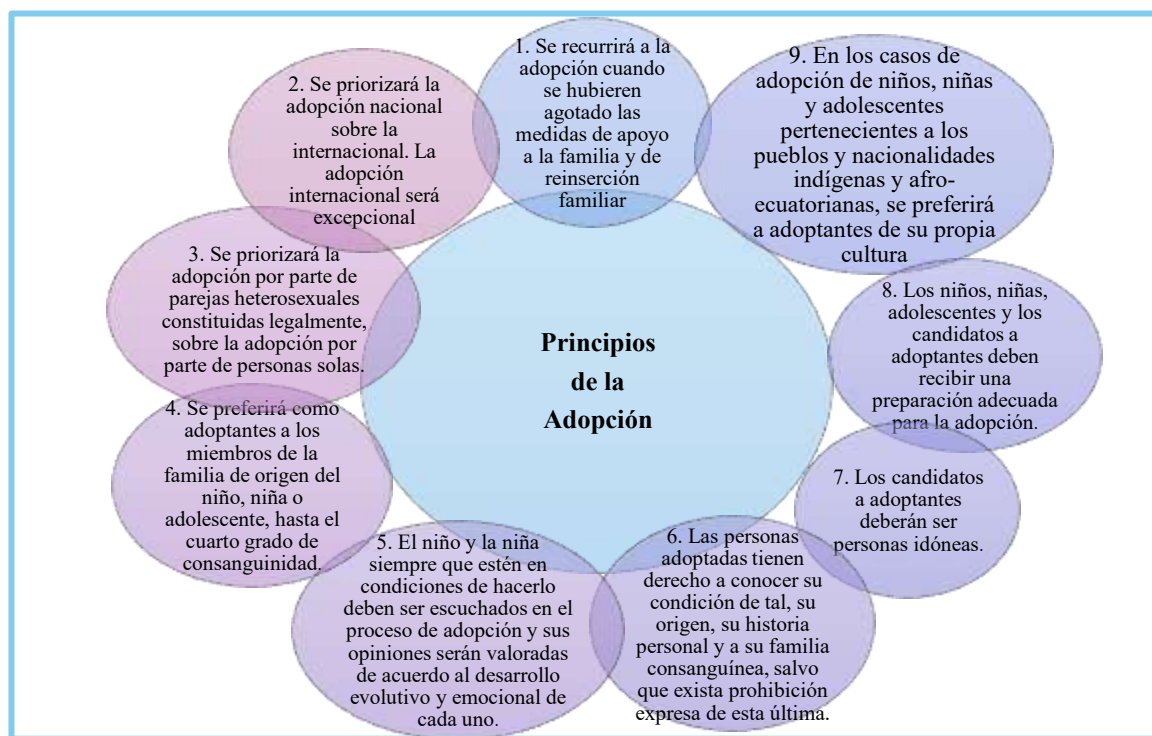 Principios
de la
Adopción
1. Se recurrirá a la
adopción cuando
se hubieren
agotado las
medidas de apoyo
a la familia y de
reinserción
familiar
2. Se priorizará la
adopción nacional
sobre la
internacional. La
adopción
internacional será
excepcional
3. Se priorizará la
adopción por parte de
parejas heterosexuales
constituidas legalmente,
sobre la adopción por
parte de personas solas.
4. Se preferirá como
adoptantes a los
miembros de la
familia de origen del
niño, niña o
adolescente, hasta el
cuarto grado de
consanguinidad.
5. El niño y la niña
siempre que estén en
condiciones de hacerlo
deben ser escuchados en el
proceso de adopción y sus
opiniones serán valoradas
de acuerdo al desarrollo
evolutivo y emocional de
cada uno.
6. Las personas
adoptadas tienen
derecho a conocer su
condición de tal, su
origen, su historia
personal y a su familia
consanguínea, salvo
que exista prohibición
expresa de esta última.
7. Los candidatos
a adoptantes
deberán ser
personas idóneas.
8. Los niños, niñas,
adolescentes y los
candidatos a
adoptantes deben
recibir una
preparación adecuada
para la adopción.
9. En los casos de
adopción de niños, niñas
y adolescentes
pertenecientes a los
pueblos y nacionalidades
indígenas y afro-
ecuatorianas, se preferirá
a adoptantes de su propia
cultura